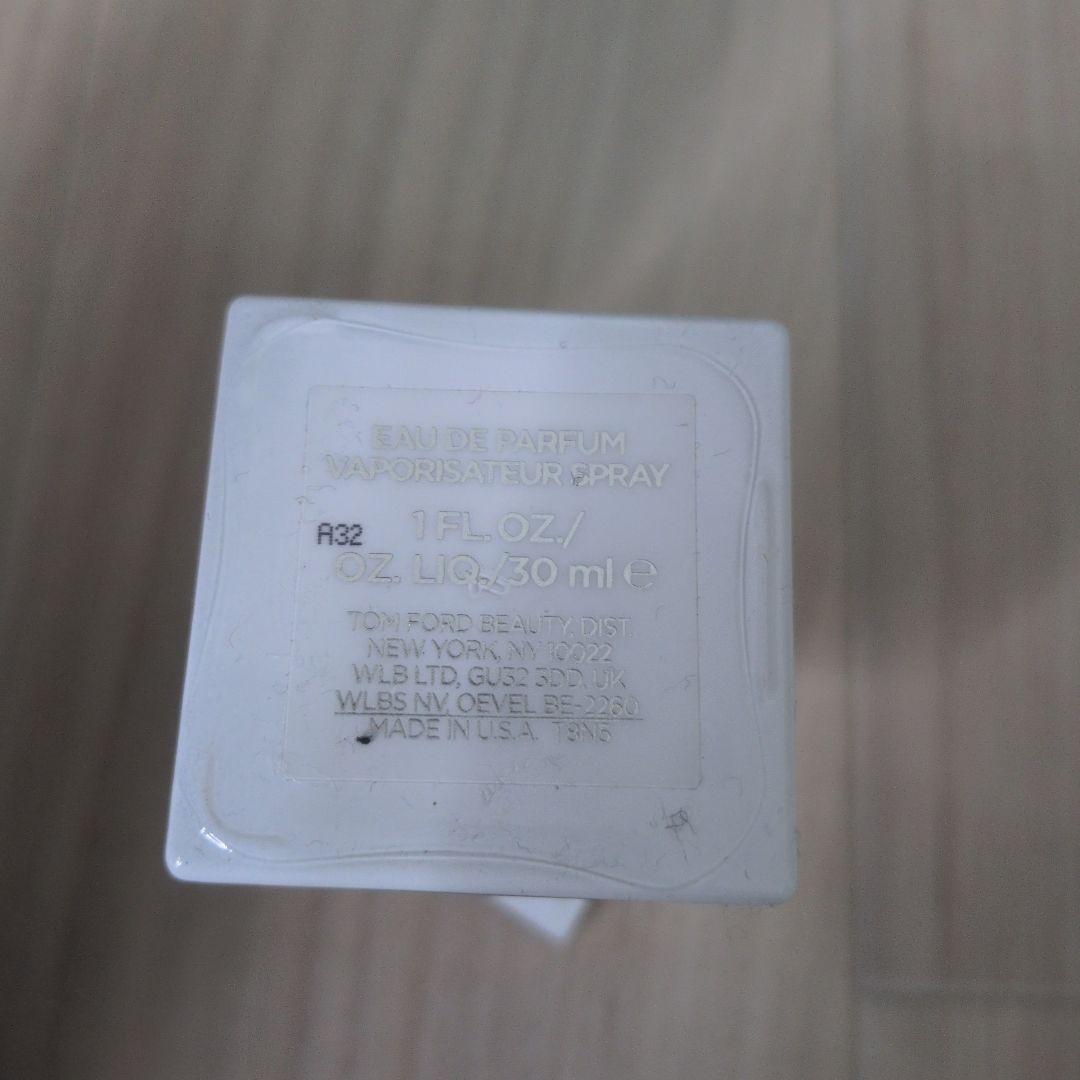 EAU DE PARFUM
VAPORISATEUR SPRAY
A32
1 FL. OZ./
OZ. LIQ./30 ml ℮
TOM FORD BEAUTY, DIST.
NEW YORK, NY 10022
WLB LTD, GU32 3DD, UK
WLBS NV, OEVEL BE-2260
MADE IN U.S.A. T8N5